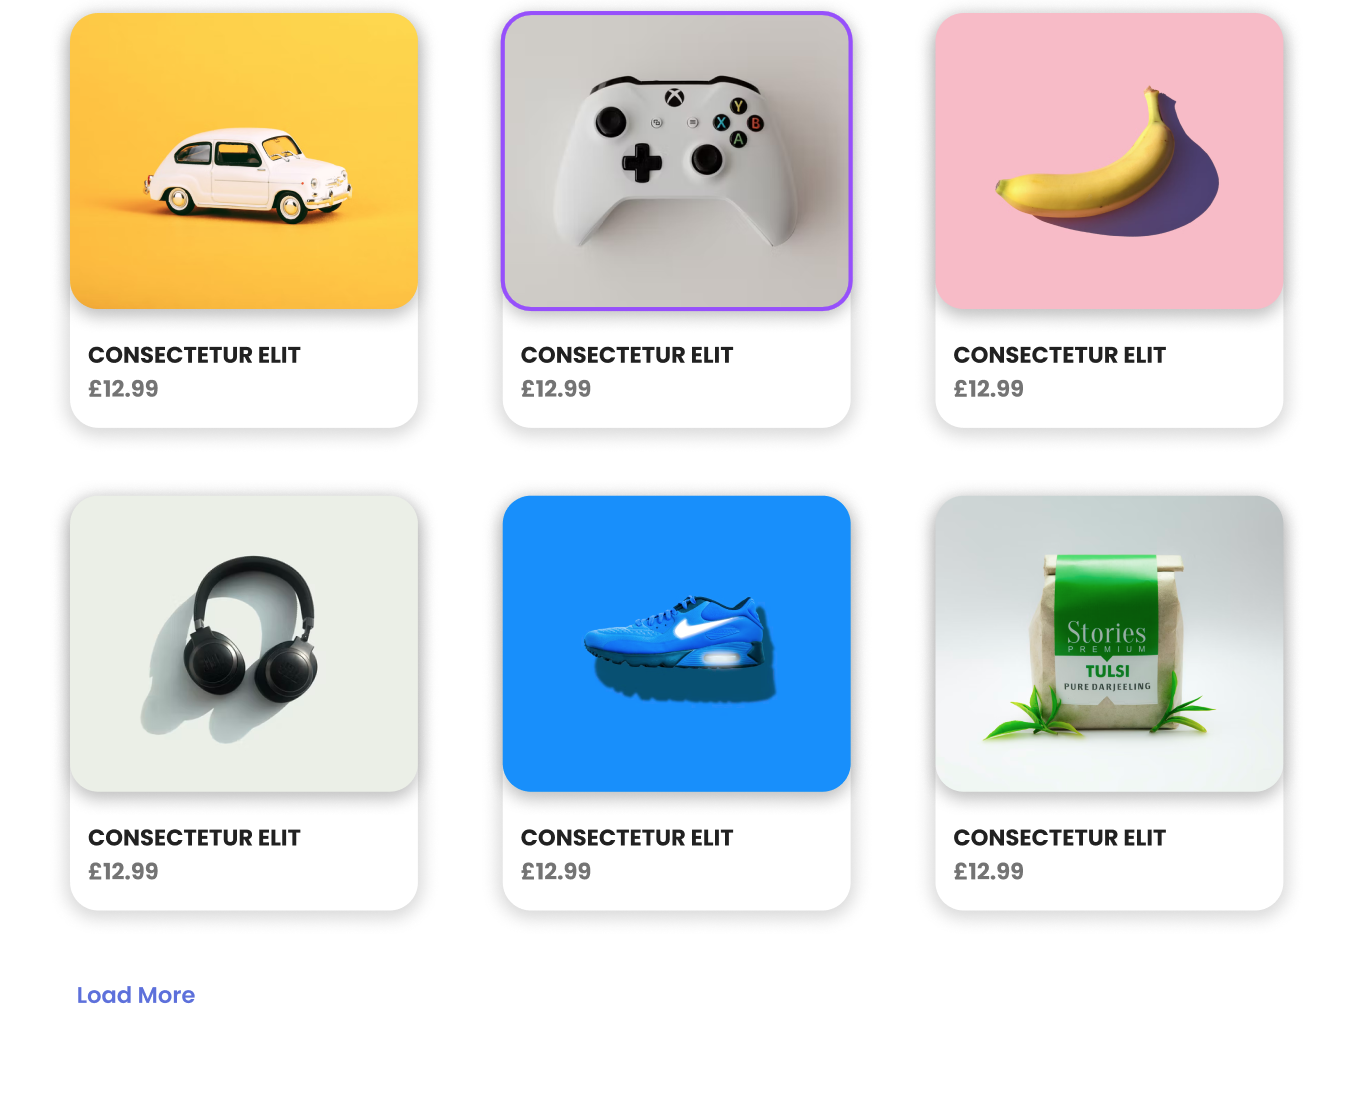 Y
X B
A
CONSECTETUR ELIT
£12.99
CONSECTETUR ELIT
£12.99
CONSECTETUR ELIT
£12.99
Stories
PREMIUM
TULSI
PURE DARJEELING
CONSECTETUR ELIT
£12.99
CONSECTETUR ELIT
£12.99
CONSECTETUR ELIT
£12.99
Load More